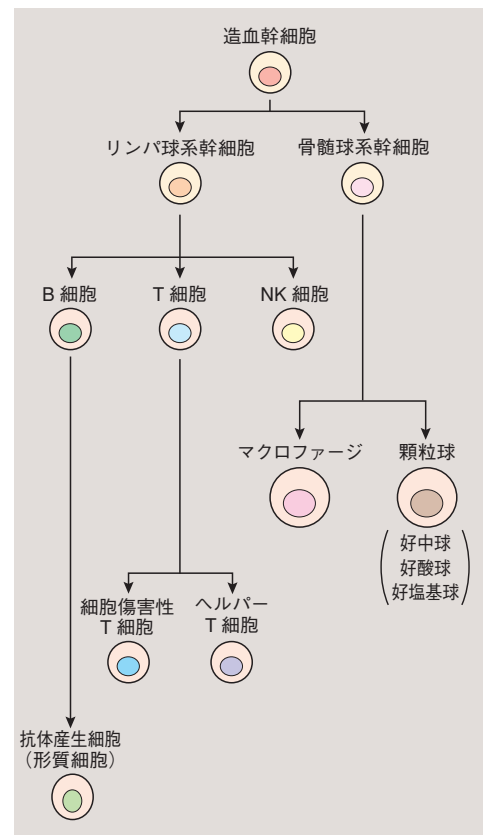 造血幹細胞
リンパ球系幹細胞
骨髄球系幹細胞
B 細胞
T 細胞
NK 細胞
マクロファージ
顆粒球
好中球
好酸球
好塩基球
細胞傷害性
T 細胞
ヘルパー
T 細胞
抗体産生細胞
（形質細胞）